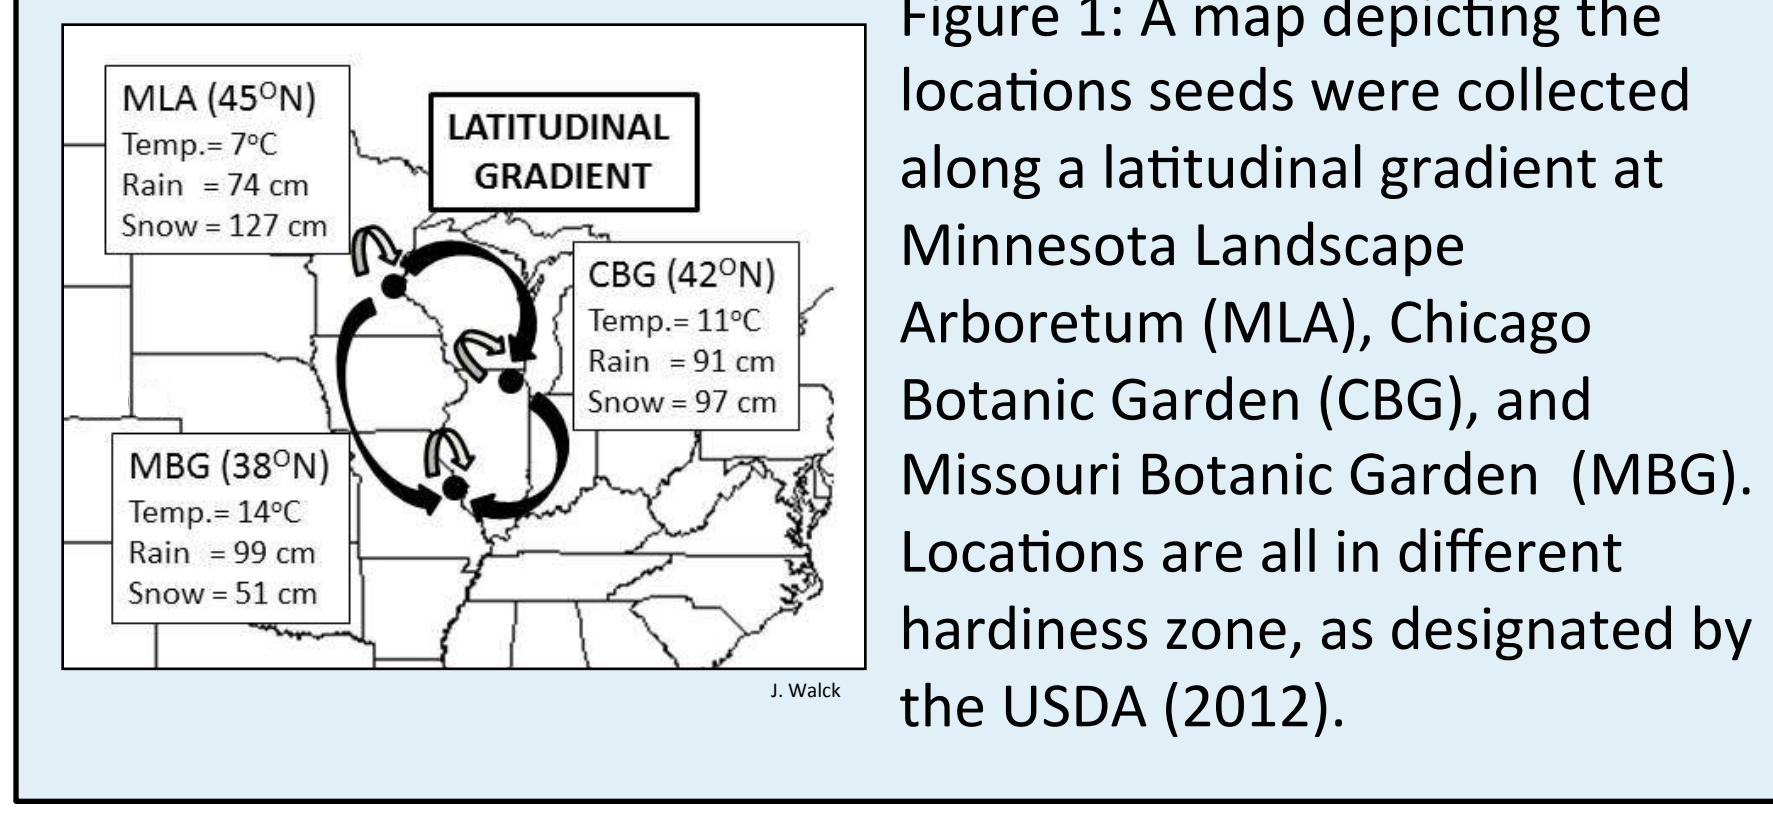 MLA (45ᴼN)
Temp.= 7ᵒC
Rain = 74 cm
Snow = 127 cm
LATITUDINAL
GRADIENT
CBG (42ᴼN)
Temp.= 11ᵒC
Rain = 91 cm
Snow = 97 cm
MBG (38ᴼN)
Temp.= 14ᵒC
Rain = 99 cm
Snow = 51 cm
J. Walck
Figure 1: A map depicting the
locations seeds were collected
along a latitudinal gradient at
Minnesota Landscape
Arboretum (MLA), Chicago
Botanic Garden (CBG), and
Missouri Botanic Garden (MBG).
Locations are all in different
hardiness zone, as designated by
the USDA (2012).